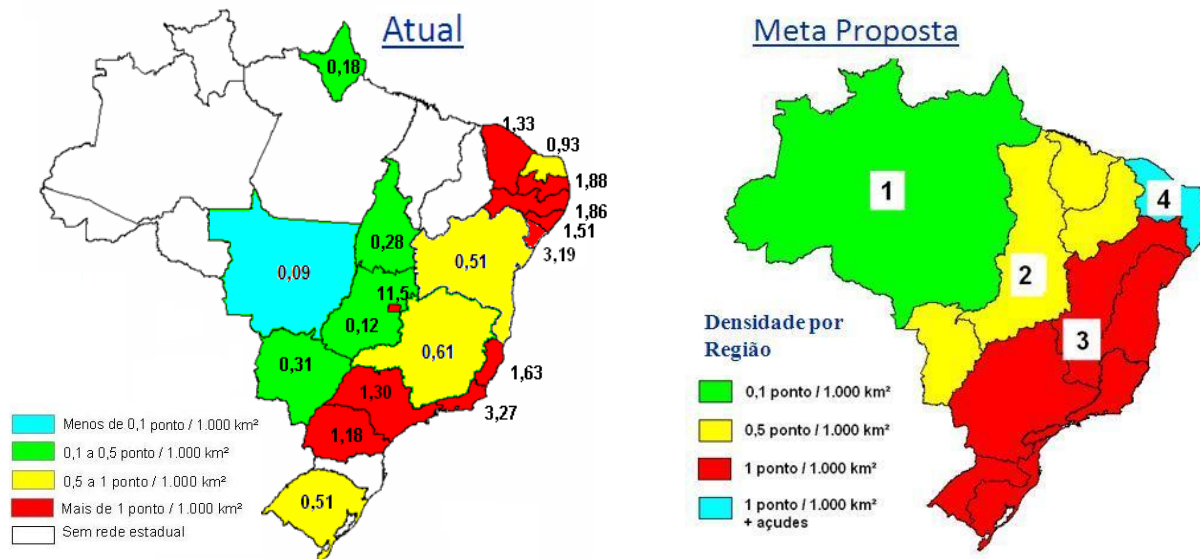 Atual
0,18
1,33
0,93
1,88
1,86
1,51
3,19
0,28
0,51
0,09
11,5
0,12
0,61
0,31
1,63
1,30
3,27
1,18
0,51
Menos de 0,1 ponto / 1.000 km²
0,1 a 0,5 ponto / 1.000 km²
0,5 a 1 ponto / 1.000 km²
Mais de 1 ponto / 1.000 km²
Sem rede estadual
Meta Proposta
1
4
2
3
Densidade por
Região
0,1 ponto / 1.000 km²
0,5 ponto / 1.000 km²
1 ponto / 1.000 km²
1 ponto / 1.000 km²
+ açudes